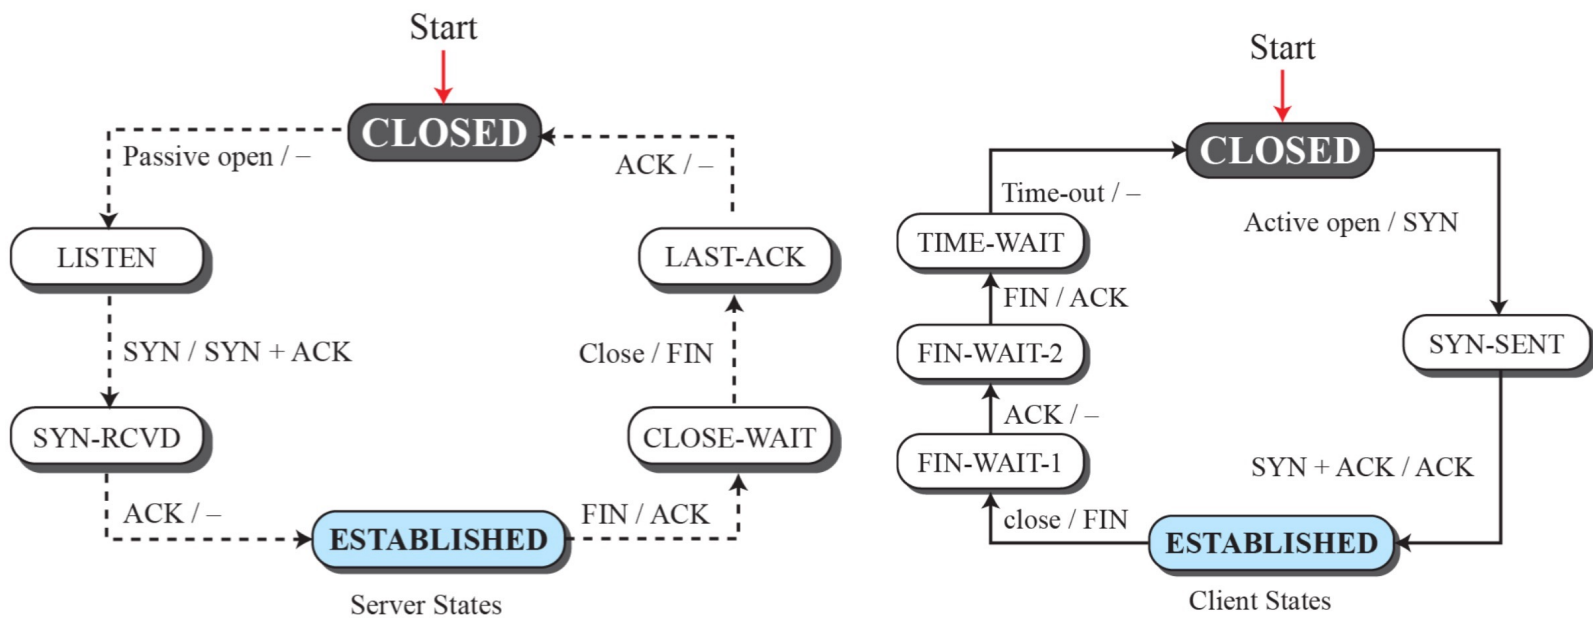 Start
CLOSED
Passive open / –
ACK / –
LISTEN
LAST-ACK
SYN / SYN + ACK
Close / FIN
SYN-RCVD
CLOSE-WAIT
ACK / –
FIN / ACK
ESTABLISHED
Server States
Start
CLOSED
Time-out / –
Active open / SYN
TIME-WAIT
FIN / ACK
SYN-SENT
FIN-WAIT-2
ACK / –
FIN-WAIT-1
SYN + ACK / ACK
close / FIN
ESTABLISHED
Client States